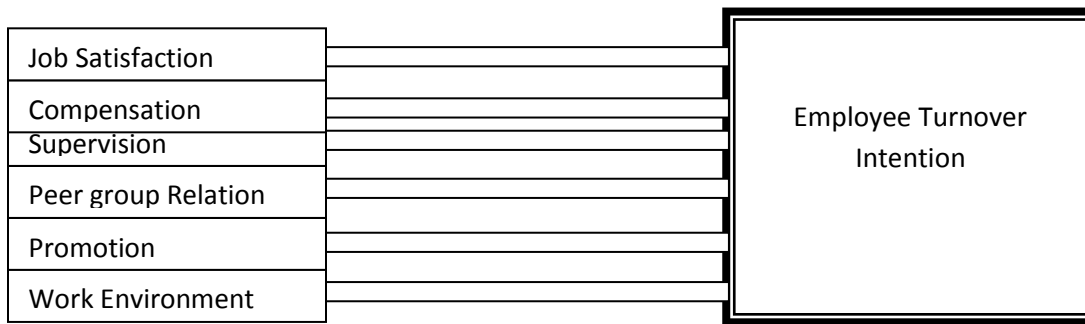 Job Satisfaction
Compensation
Supervision
Peer group Relation
Promotion
Work Environment
Employee Turnover
Intention